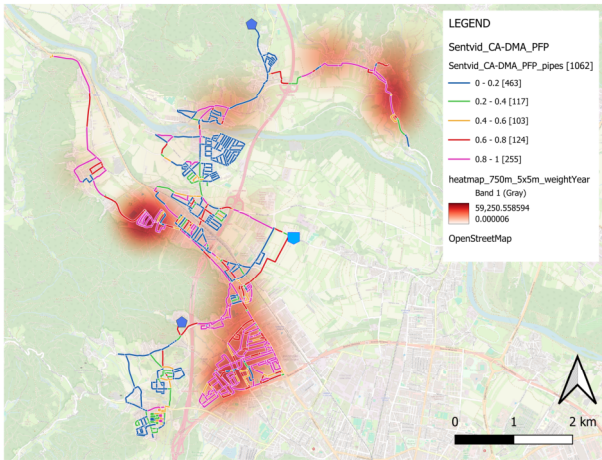 LEGEND
Sentvid_CA-DMA_PFP
Sentvid_CA-DMA_PFP_pipes [1062]
0 - 0.2 [463]
0.2 - 0.4 [117]
0.4 - 0.6 [103]
0.6 - 0.8 [124]
0.8 - 1 [255]
heatmap_750m_5x5m_weightYear
Band 1 (Gray)
59,250.558594
0.000006
OpenStreetMap
0 1 2 km